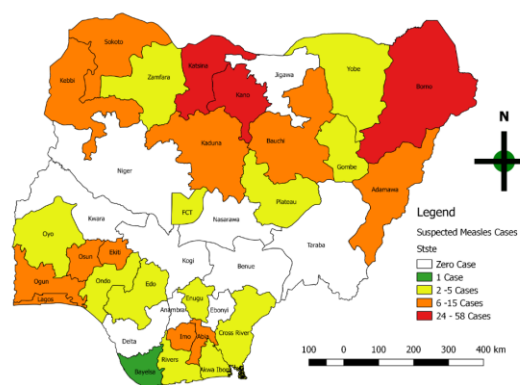 Sokoto
Katsina
Kebbi
Zamfara
Kano
Jigawa
Yobe
Borno
N
Kaduna
Bauchi
Gombe
Niger
Adamawa
FCT
Plateau
Kwara
Nasarawa
Oyo
Taraba
Osun
Ekiti
Kogi
Benue
Ogun
Ondo
Edo
Lagos
Enugu
Anambra
Ebonyi
Delta
Imo
Abia
Cross River
Bayelsa
Rivers
Legend
Suspected Measles Cases
Stste
Zero Case
1 Case
2 -5 Cases
6 -15 Cases
24 - 58 Cases
100 0 100 200 300 400 km